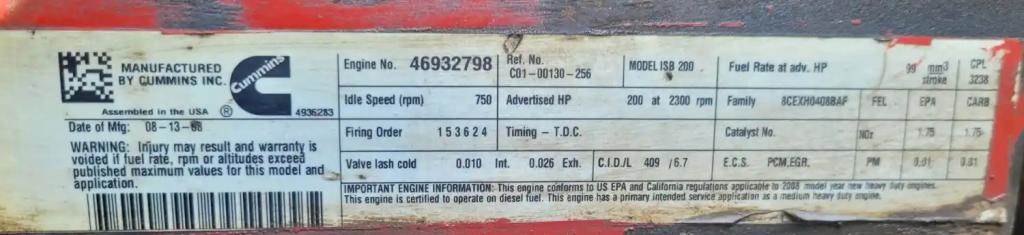 MANUFACTURED
BY CUMMINS INC.
Cummins
Assembled in the USA ® 4936283
Date of Mfg: 08-13-
WARNING: Injury may result and warranty is
voided if fuel rate, rpm or altitudes exceed
published maximum values for this model and
application.
Engine No. 46932798 Ref. No. C01-00130-256 MODEL ISB 200 Fuel Rate at adv. HP 99 mm3 stroke CPL 3238
Idle Speed (rpm) 750 Advertised HP 200 at 2300 rpm Family 8CEXH0408BAF FEL EPA CARB
Firing Order 153624 Timing - T.D.C. Catalyst No. NOx 1.75 1.75
Valve lash cold 0.010 Int. 0.026 Exh. C.I.D./L 409 /6.7 E.C.S. PCM,EGR, PM 0.01 0.01
IMPORTANT ENGINE INFORMATION: This engine conforms to US EPA and California regulations applicable to 2008 model year new heavy duty engines.
This engine is certified to operate on diesel fuel. This engine has a primary intended service application as a medium heavy duty engine.